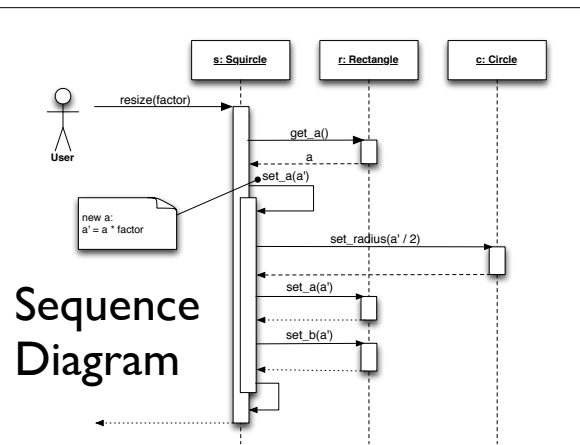 s: Squircle
r: Rectangle
c: Circle
resize(factor)
User
get_a()
a
set_a(a')
new a:
a' = a * factor
set_radius(a' / 2)
set_a(a')
set_b(a')
Sequence
Diagram